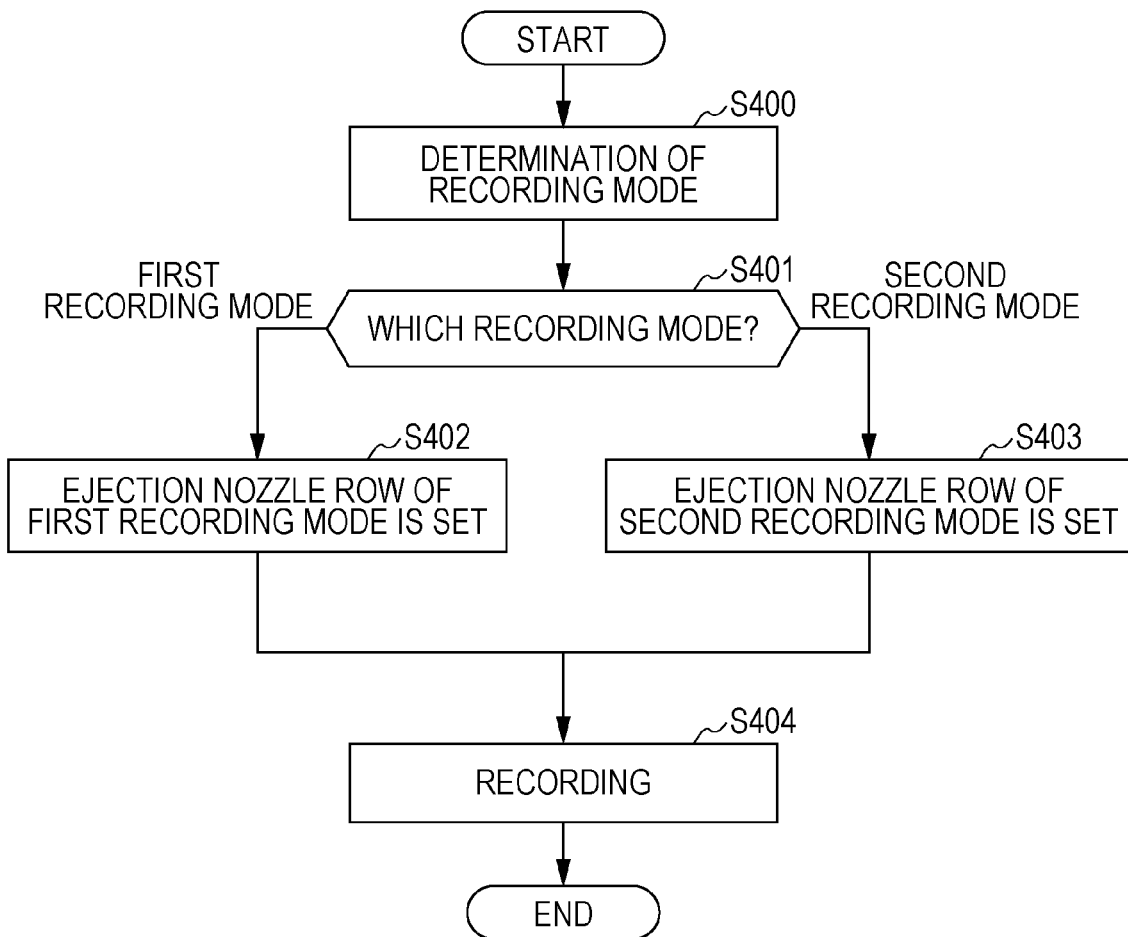 START
S400
DETERMINATION OF
RECORDING MODE
FIRST
RECORDING MODE
S401
SECOND
RECORDING MODE
WHICH RECORDING MODE?
S402
EJECTION NOZZLE ROW OF
FIRST RECORDING MODE IS SET
S403
EJECTION NOZZLE ROW OF
SECOND RECORDING MODE IS SET
S404
RECORDING
END